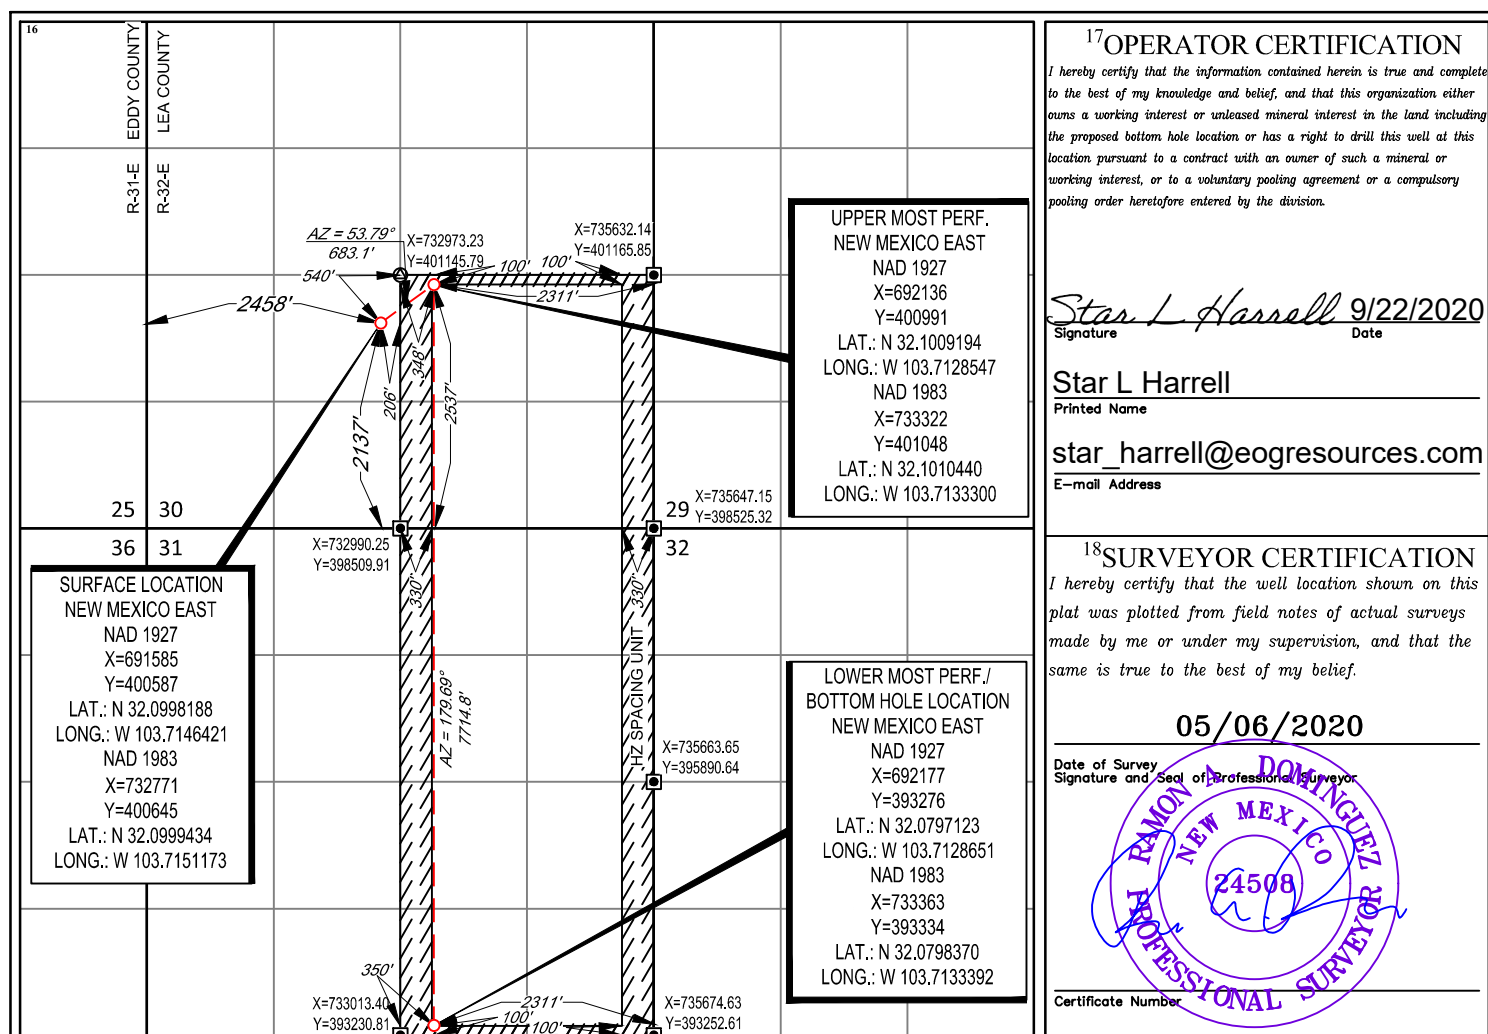 16
EDDY COUNTY
LEA COUNTY
R-31-E
R-32-E
AZ = 53.79°
683.1'
X=732973.23
Y=401145.79
X=735632.14
Y=401165.85
540'
100'
100'
2311'
2458'
348'
206'
2537'
2137'
25
30
29
X=735647.15
Y=398525.32
36
31
32
X=732990.25
Y=398509.91
330'
330'
HZ SPACING UNIT
AZ = 179.69°
7714.8'
X=735663.65
Y=395890.64
350'
X=733013.40
Y=393230.81
2311'
100'
100'
X=735674.63
Y=393252.61
UPPER MOST PERF.
NEW MEXICO EAST
NAD 1927
X=692136
Y=400991
LAT.: N 32.1009194
LONG.: W 103.7128547
NAD 1983
X=733322
Y=401048
LAT.: N 32.1010440
LONG.: W 103.7133300
SURFACE LOCATION
NEW MEXICO EAST
NAD 1927
X=691585
Y=400587
LAT.: N 32.0998188
LONG.: W 103.7146421
NAD 1983
X=732771
Y=400645
LAT.: N 32.0999434
LONG.: W 103.7151173
LOWER MOST PERF./
BOTTOM HOLE LOCATION
NEW MEXICO EAST
NAD 1927
X=692177
Y=393276
LAT.: N 32.0797123
LONG.: W 103.7128651
NAD 1983
X=733363
Y=393334
LAT.: N 32.0798370
LONG.: W 103.7133392
17OPERATOR CERTIFICATION
I hereby certify that the information contained herein is true and complete
to the best of my knowledge and belief, and that this organization either
owns a working interest or unleased mineral interest in the land including
the proposed bottom hole location or has a right to drill this well at this
location pursuant to a contract with an owner of such a mineral or
working interest, or to a voluntary pooling agreement or a compulsory
pooling order heretofore entered by the division.
Star L Harrell 9/22/2020
Signature Date
Star L Harrell
Printed Name
star_harrell@eogresources.com
E-mail Address
18SURVEYOR CERTIFICATION
I hereby certify that the well location shown on this
plat was plotted from field notes of actual surveys
made by me or under my supervision, and that the
same is true to the best of my belief.
05/06/2020
Date of Survey
Signature and Seal of Professional Surveyor
RAMON A. DOMINGUEZ
NEW MEXICO
24508
PROFESSIONAL SURVEYOR
Certificate Number